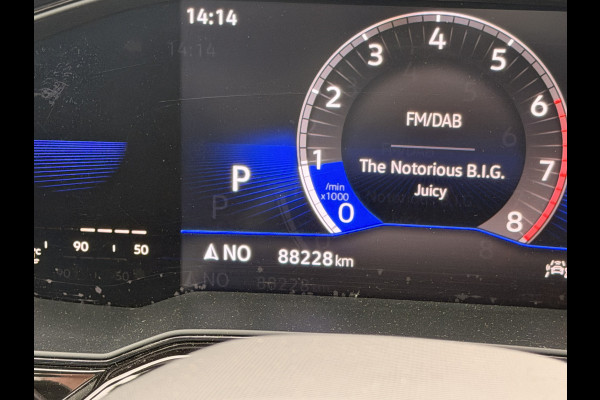 14:14
4
3
5
2
6
FM/DAB
1
The Notorious B.I.G.
7
Juicy
P
/min
x1000
0
8
90
50
NO
88228 km